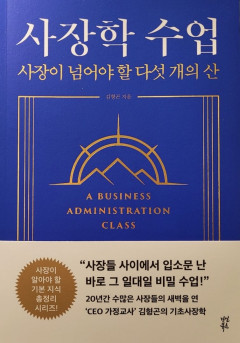 사장학 수업
사장이 넘어야 할 다섯 개의 산
김형곤 지음
A BUSINESS
ADMINISTRATION
CLASS
사장이
알아야 할
기본 지식
총정리
시리즈!
“사장들 사이에서 입소문 난
바로 그 일대일 비밀 수업!”
20년간 수많은 사장들의 새벽을 연
‘CEO 가정교사’ 김형곤의 기초사장학